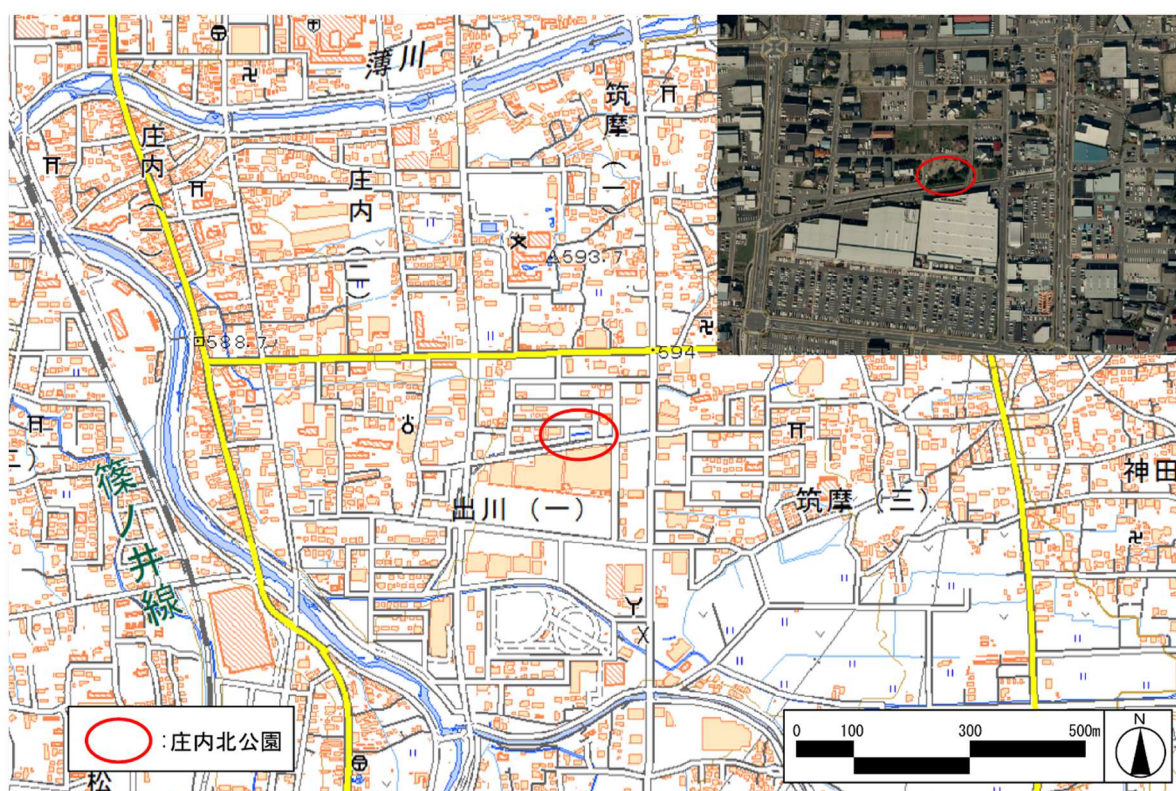 薄川
筑摩（一）
庄内（一）
庄内（二）
593.7
588.7
594
出川（一）
筑摩（三）
神田
二）
篠ノ井線
:庄内北公園
松
0 100 300 500m
N